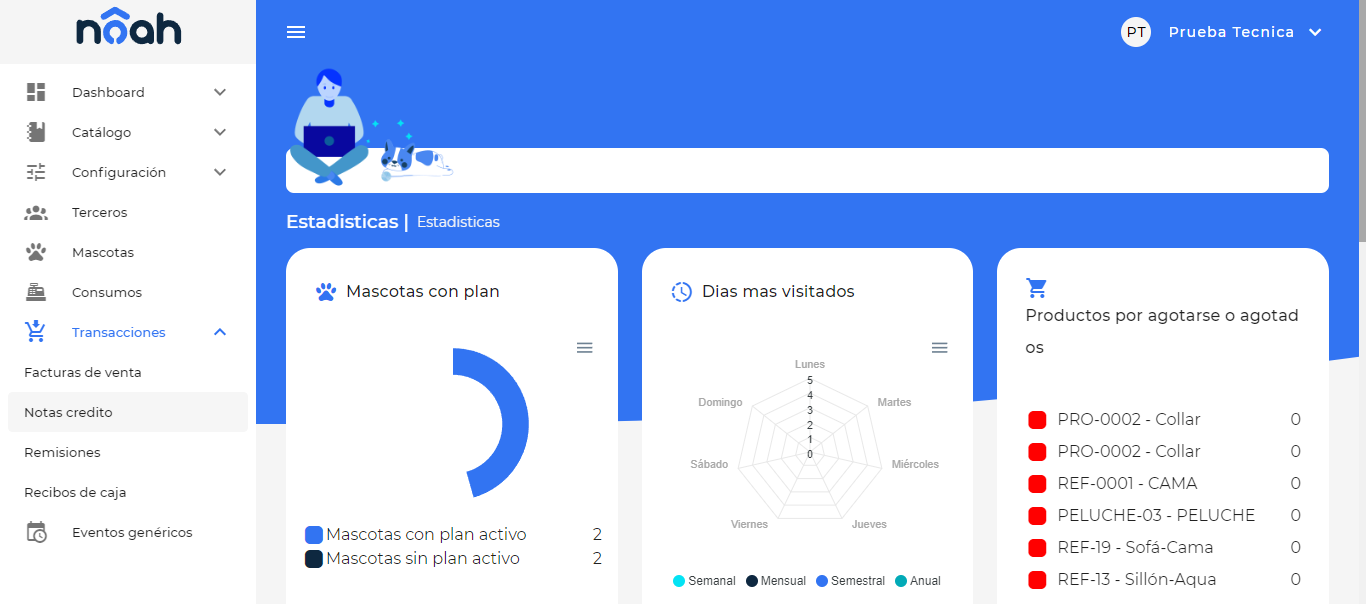 nôah
PT Prueba Tecnica
Dashboard
Catálogo
Configuración
Terceros
Mascotas
Consumos
Transacciones
Facturas de venta
Notas credito
Remisiones
Recibos de caja
Eventos genéricos
Estadisticas | Estadisticas
Mascotas con plan
Mascotas con plan activo 2
Mascotas sin plan activo 2
Dias mas visitados
Lunes
Martes
Miércoles
Jueves
Viernes
Sábado
Domingo
5
4
3
2
1
0
Semanal Mensual Semestral Anual
Productos por agotarse o agotad
os
PRO-0002 - Collar 0
PRO-0002 - Collar 0
REF-0001 - CAMA 0
PELUCHE-03 - PELUCHE 0
REF-19 - Sofá-Cama 0
REF-13 - Sillón-Aqua 0